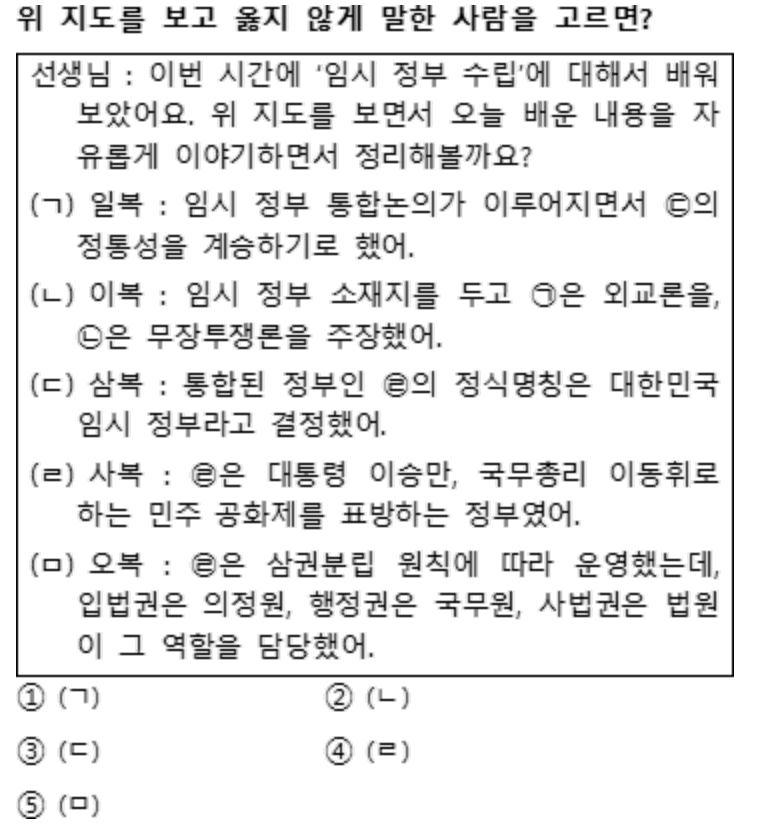 위 지도를 보고 옳지 않게 말한 사람을 고르면?
선생님 : 이번 시간에 ‘임시 정부 수립’에 대해서 배워
보았어요. 위 지도를 보면서 오늘 배운 내용을 자
유롭게 이야기하면서 정리해볼까요?
(ㄱ) 일복 : 임시 정부 통합논의가 이루어지면서 ㉢의
정통성을 계승하기로 했어.
(ㄴ) 이복 : 임시 정부 소재지를 두고 ㉠은 외교론을,
㉡은 무장투쟁론을 주장했어.
(ㄷ) 삼복 : 통합된 정부인 ㉣의 정식명칭은 대한민국
임시 정부라고 결정했어.
(ㄹ) 사복 : ㉣은 대통령 이승만, 국무총리 이동휘로
하는 민주 공화제를 표방하는 정부였어.
(ㅁ) 오복 : ㉣은 삼권분립 원칙에 따라 운영했는데,
입법권은 의정원, 행정권은 국무원, 사법권은 법원
이 그 역할을 담당했어.
① (ㄱ) ② (ㄴ)
③ (ㄷ) ④ (ㄹ)
⑤ (ㅁ)